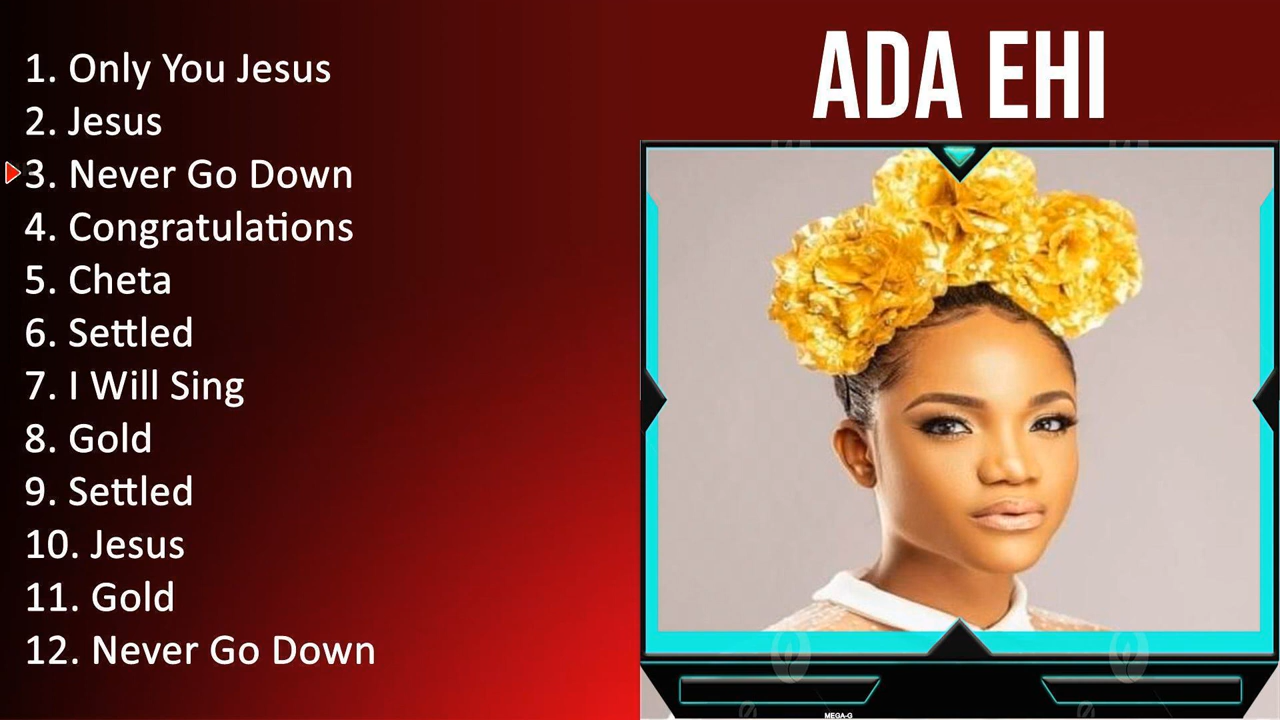 1. Only You Jesus
2. Jesus
3. Never Go Down
4. Congratulations
5. Cheta
6. Settled
7. I Will Sing
8. Gold
9. Settled
10. Jesus
11. Gold
12. Never Go Down
ADA EHI
MEGA-G